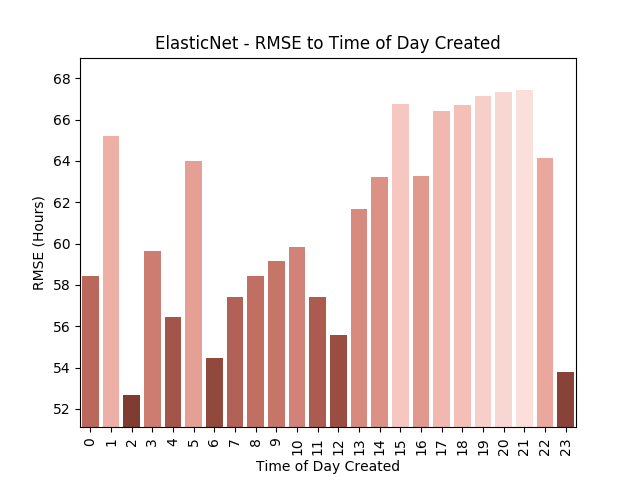 ElasticNet - RMSE to Time of Day Created
RMSE (Hours)
68
66
64
62
60
58
56
54
52
0 1 2 3 4 5 6 7 8 9 10 11 12 13 14 15 16 17 18 19 20 21 22 23
Time of Day Created